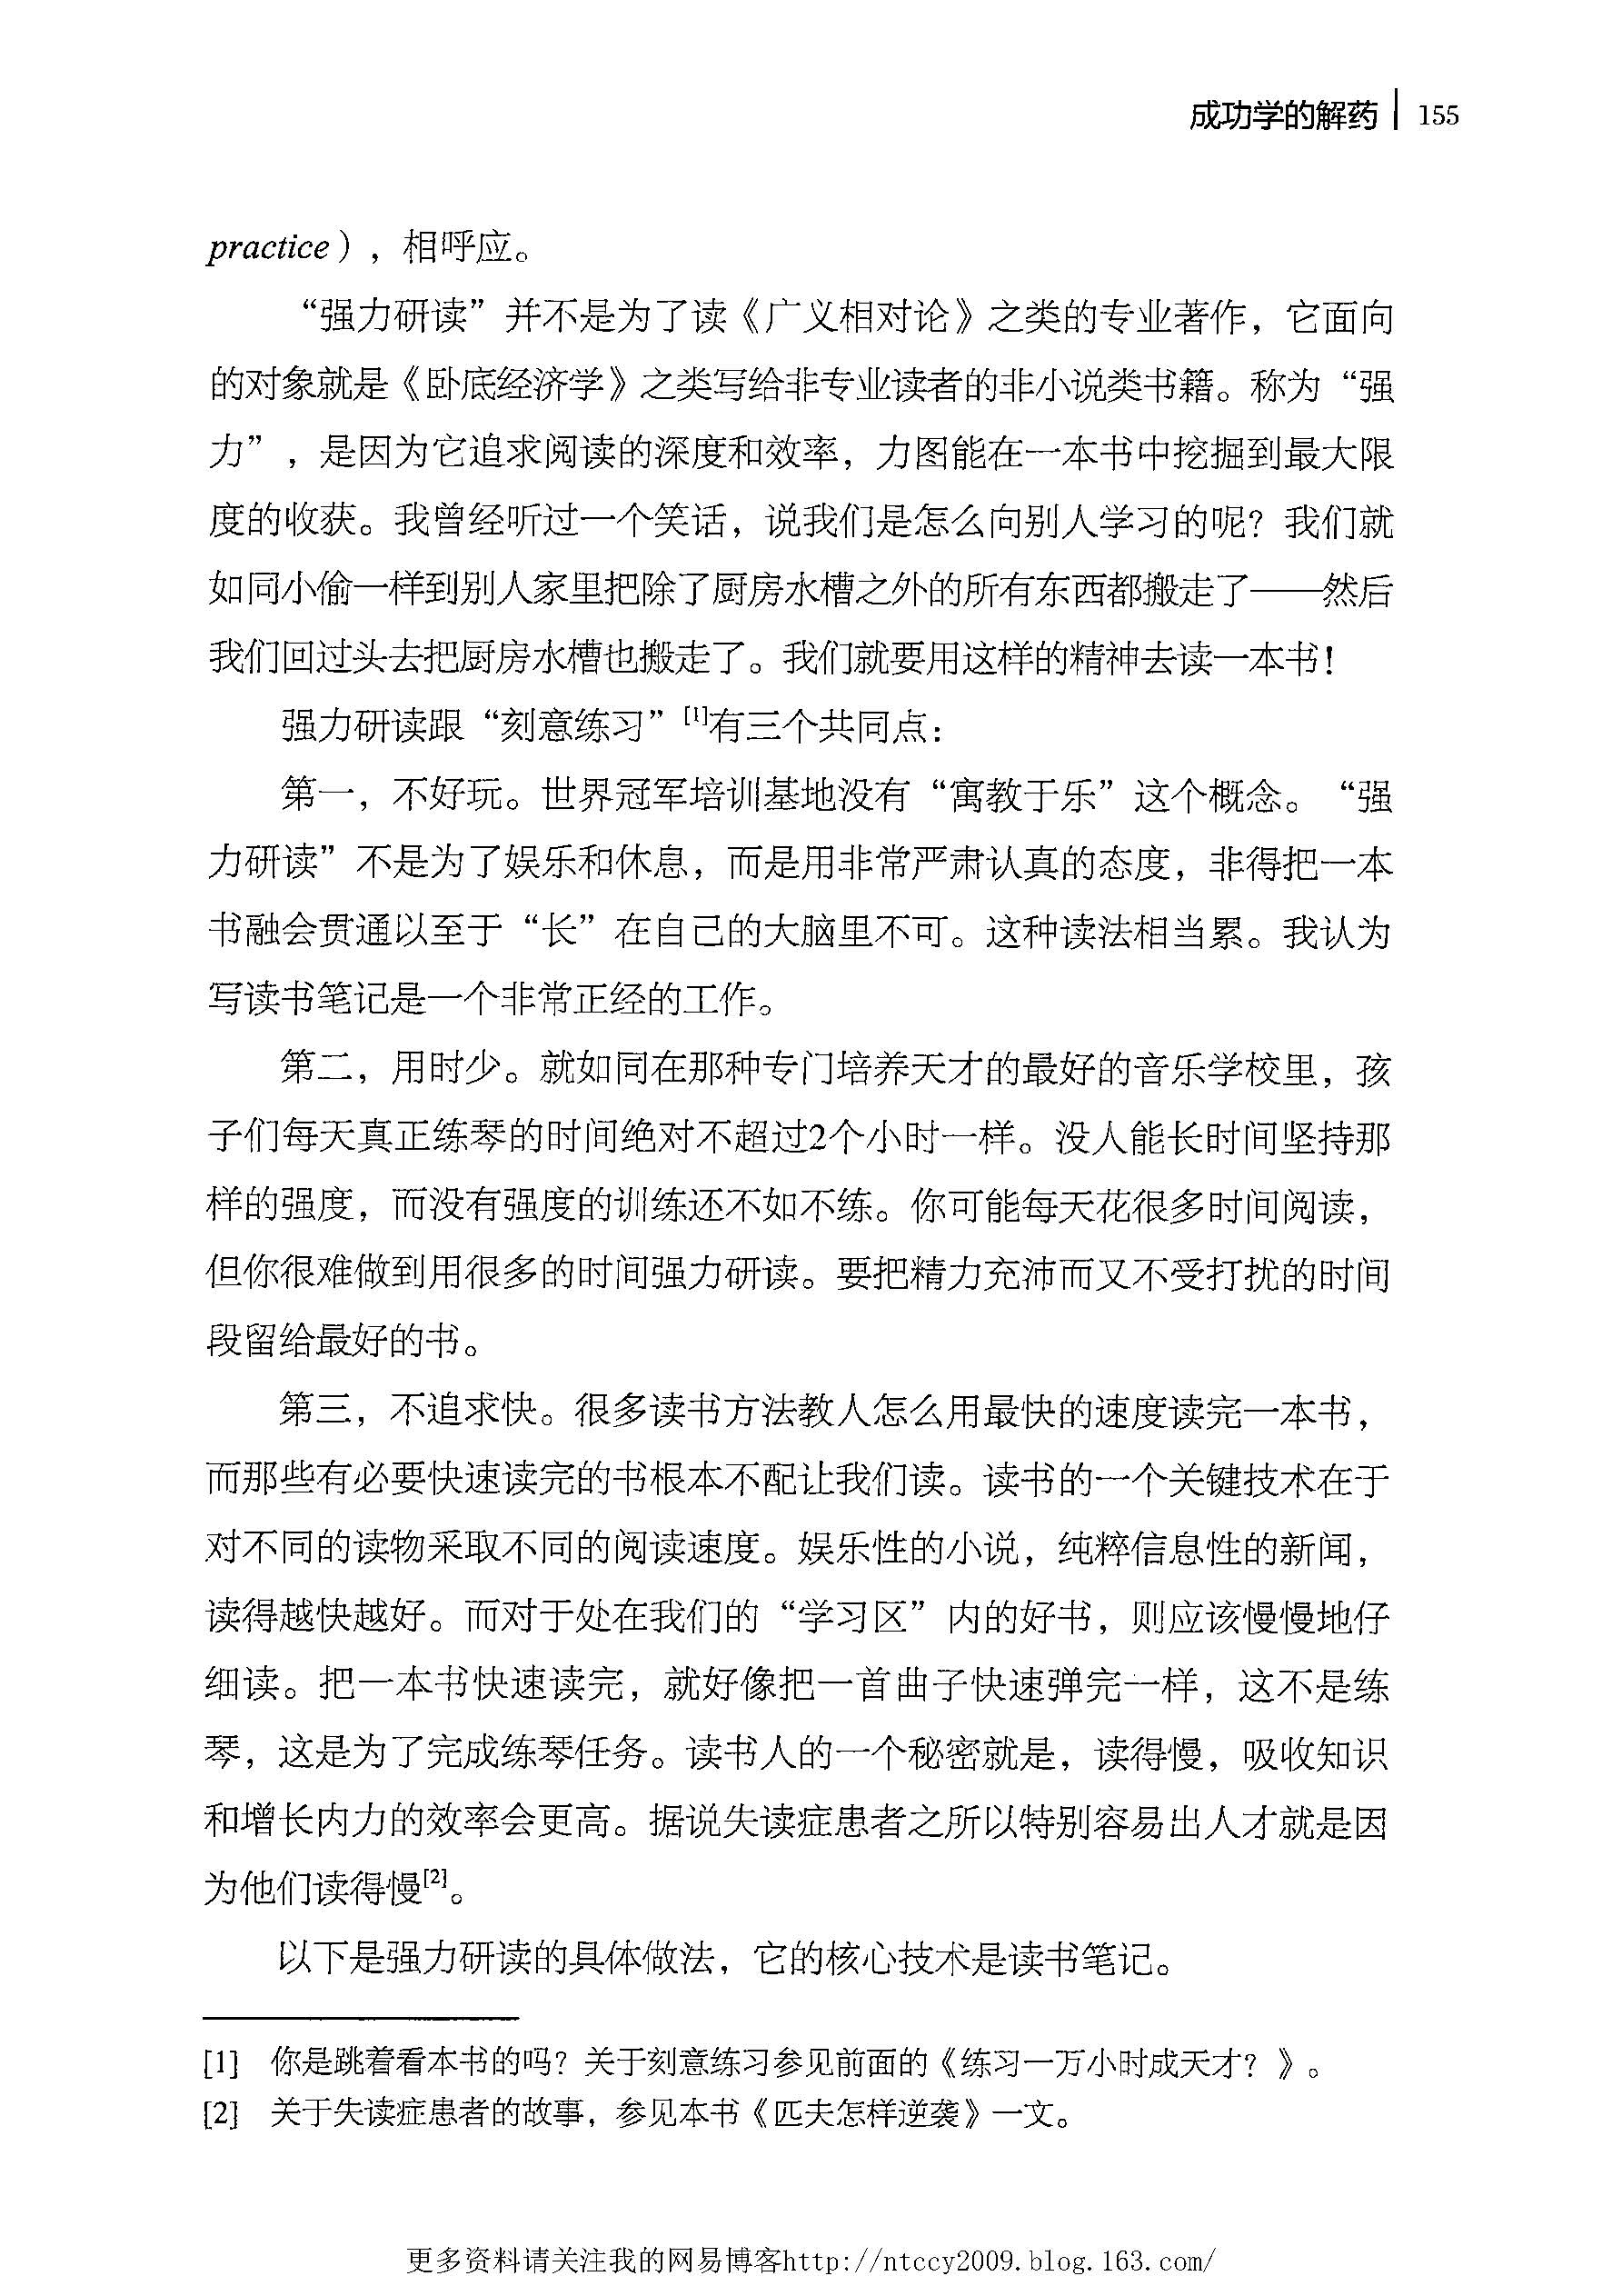 成功学的解药 | 155
practice），相呼应。
“强力研读”并不是为了读《广义相对论》之类的专业著作，它面向
的对象就是《卧底经济学》之类写给非专业读者的非小说类书籍。称为“强
力”，是因为它追求阅读的深度和效率，力图能在一本书中挖掘到最大限
度的收获。我曾经听过一个笑话，说我们是怎么向别人学习的呢？我们就
如同小偷一样到别人家里把除了厨房水槽之外的所有东西都搬走了——然后
我们回过头去把厨房水槽也搬走了。我们就要用这样的精神去读一本书！
强力研读跟“刻意练习”[1]有三个共同点：
第一，不好玩。世界冠军培训基地没有“寓教于乐”这个概念。“强
力研读”不是为了娱乐和休息，而是用非常严肃认真的态度，非得把一本
书融会贯通以至于“长”在自己的大脑里不可。这种读法相当累。我认为
写读书笔记是一个非常正经的工作。
第二，用时少。就如同在那种专门培养天才的最好的音乐学校里，孩
子们每天真正练琴的时间绝对不超过2个小时一样。没人能长时间坚持那
样的强度，而没有强度的训练还不如不练。你可能每天花很多时间阅读，
但你很难做到用很多的时间强力研读。要把精力充沛而又不受打扰的时间
段留给最好的书。
第三，不追求快。很多读书方法教人怎么用最快的速度读完一本书，
而那些有必要快速读完的书根本不配让我们读。读书的一个关键技术在于
对不同的读物采取不同的阅读速度。娱乐性的小说，纯粹信息性的新闻，
读得越快越好。而对于处在我们的“学习区”内的好书，则应该慢慢地仔
细读。把一本书快速读完，就好像把一首曲子快速弹完一样，这不是练
琴，这是为了完成练琴任务。读书人的一个秘密就是，读得慢，吸收知识
和增长内力的效率会更高。据说失读症患者之所以特别容易出人才就是因
为他们读得慢[2]。
以下是强力研读的具体做法，它的核心技术是读书笔记。
[1] 你是跳着看本书的吗？关于刻意练习参见前面的《练习一万小时成天才？》。
[2] 关于失读症患者的故事，参见本书《匹夫怎样逆袭》一文。
更多资料请关注我的网易博客http://ntccy2009.blog.163.com/